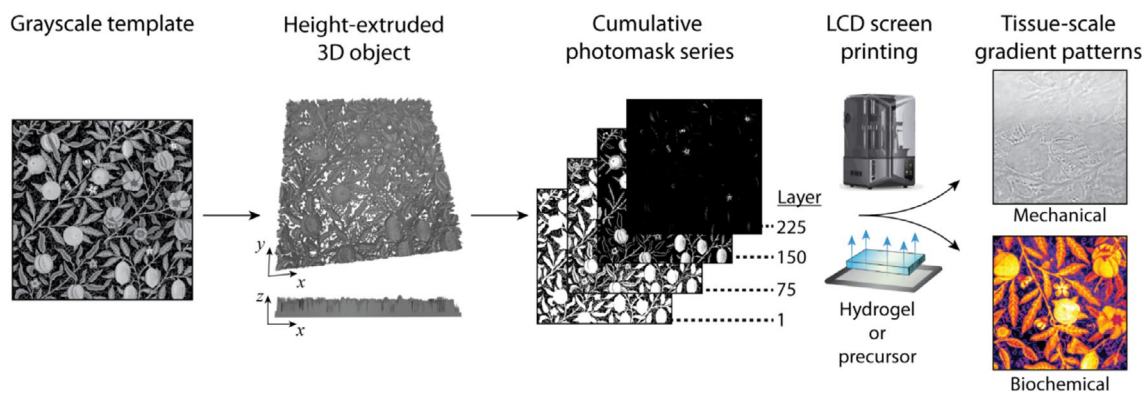 Grayscale template
Height-extruded
3D object
Cumulative
photomask series
LCD screen
printing
Tissue-scale
gradient patterns
y
x
z
x
Layer
225
150
75
1
Hydrogel
or
precursor
Mechanical
Biochemical